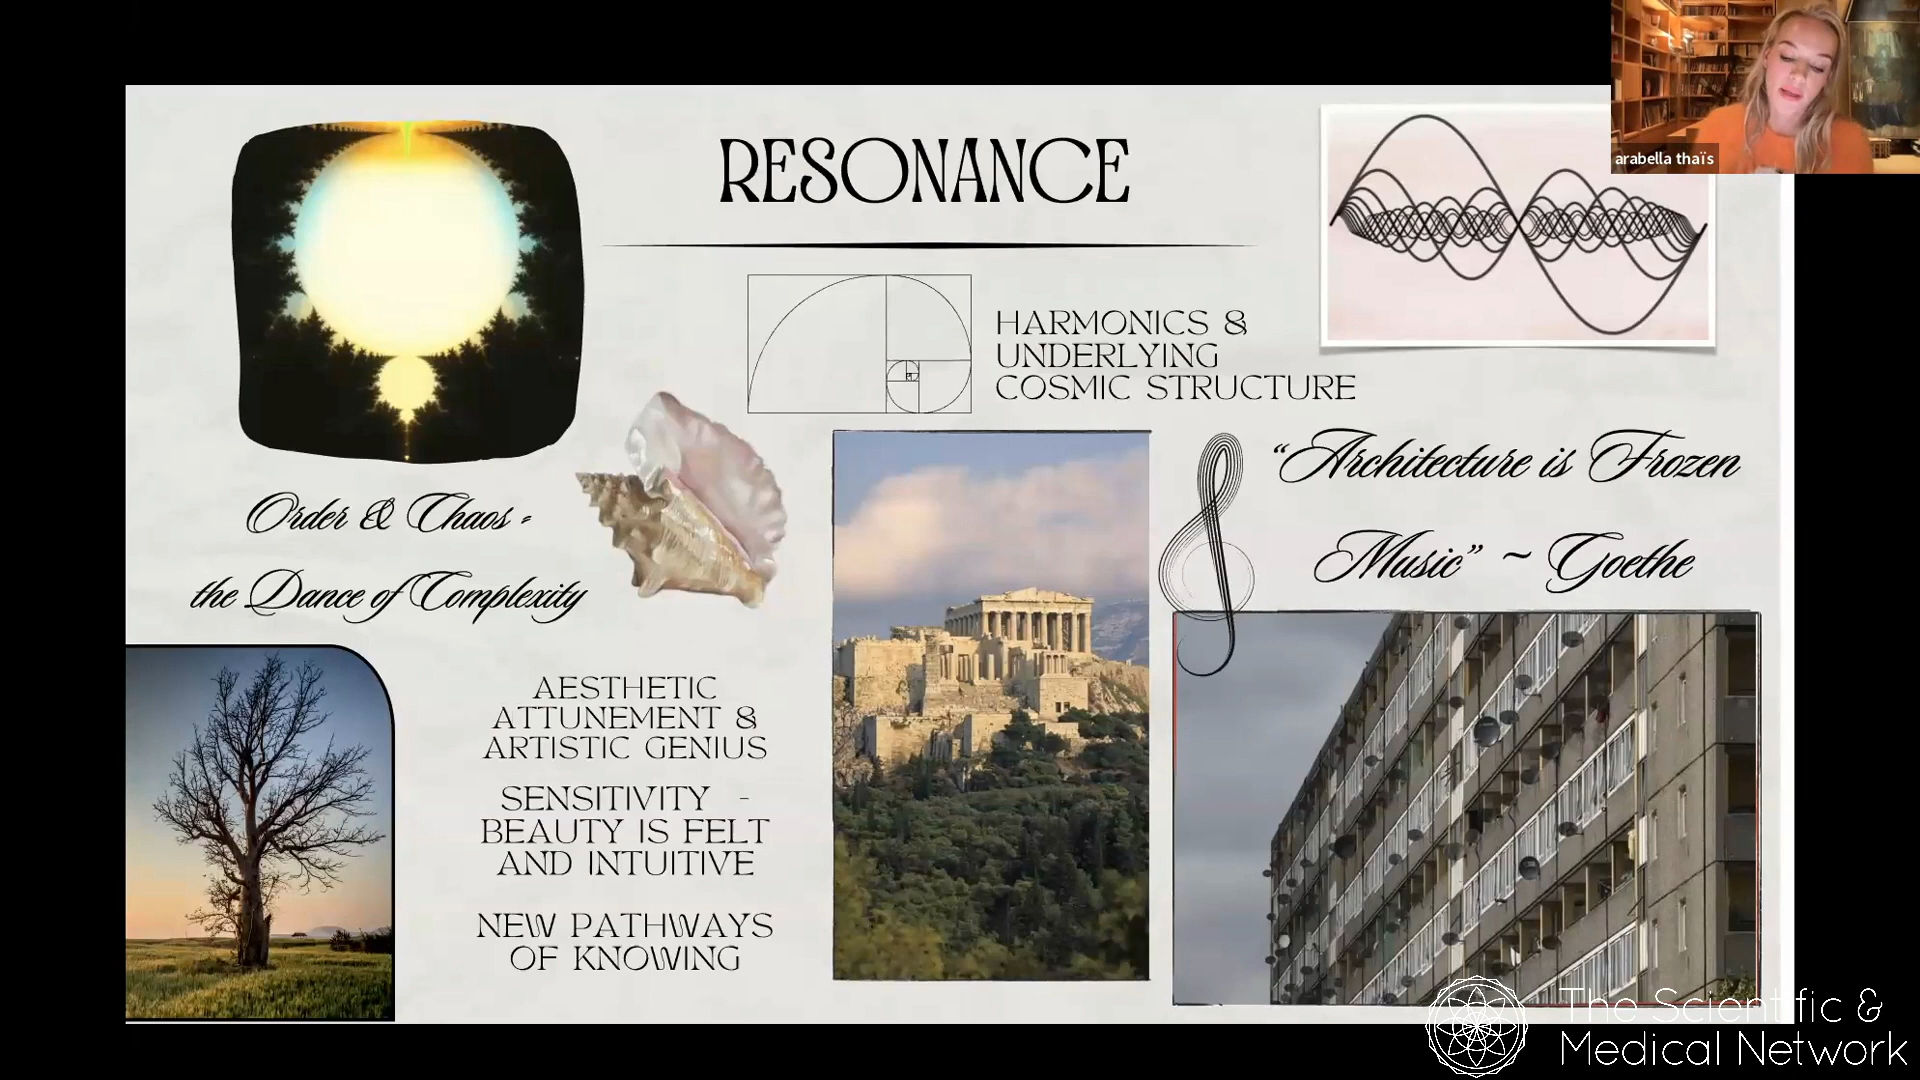 arabella thaïs
RESONANCE
HARMONICS &
UNDERLYING
COSMIC STRUCTURE
"Architecture is Frozen
Music" ~ Goethe
Order & Chaos -
the Dance of Complexity
AESTHETIC
ATTUNEMENT &
ARTISTIC GENIUS
SENSITIVITY -
BEAUTY IS FELT
AND INTUITIVE
NEW PATHWAYS
OF KNOWING
The Scientific &
Medical Network